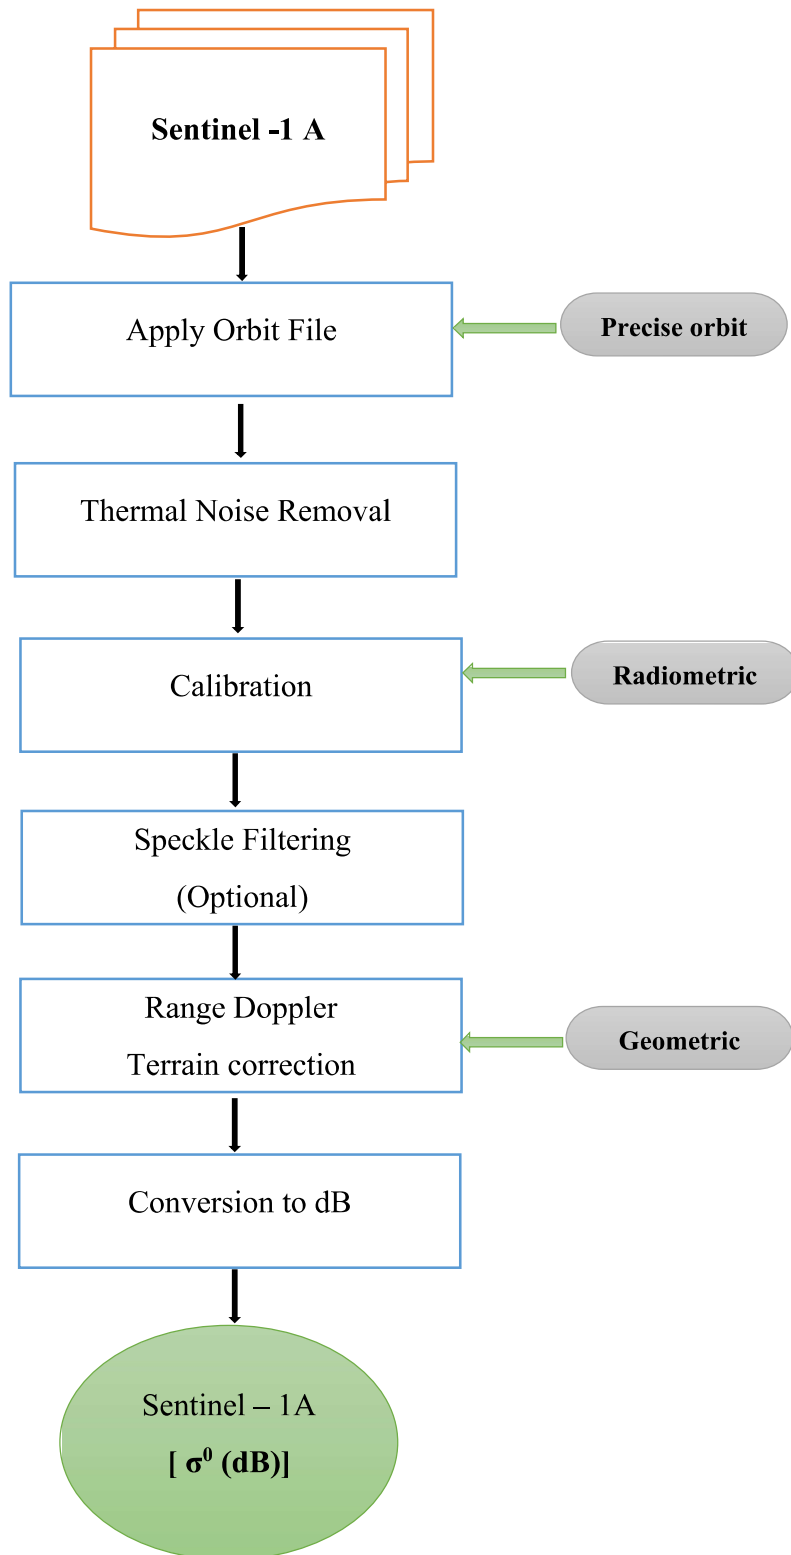 Sentinel -1 A
Apply Orbit File
Precise orbit
Thermal Noise Removal
Calibration
Radiometric
Speckle Filtering
(Optional)
Range Doppler
Terrain correction
Geometric
Conversion to dB
Sentinel – 1A
[ σ⁰ (dB)]